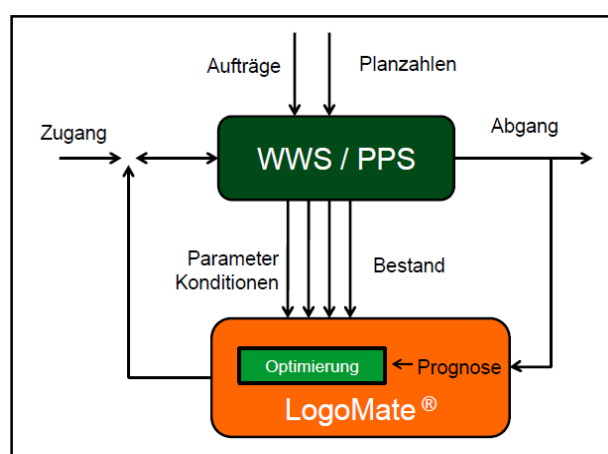 Aufträge
Planzahlen
Zugang
Abgang
WWS / PPS
Parameter
Konditionen
Bestand
Optimierung
Prognose
LogoMate ®